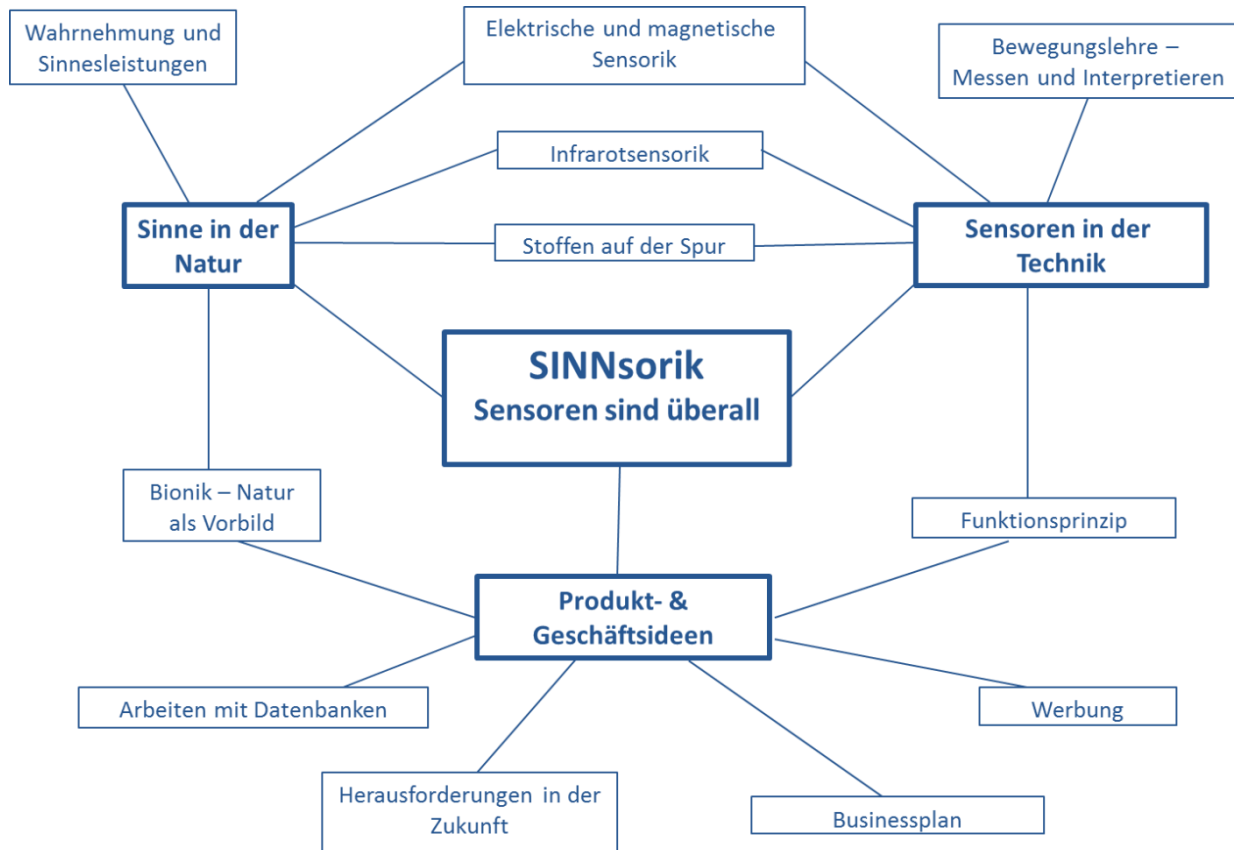 Wahrnehmung und
Sinnesleistungen
Elektrische und magnetische
Sensorik
Bewegungslehre –
Messen und Interpretieren
Infrarotsensorik
Sinne in der
Natur
Stoffen auf der Spur
Sensoren in der
Technik
SINNsorik
Sensoren sind überall
Bionik – Natur
als Vorbild
Funktionsprinzip
Produkt- &
Geschäftsideen
Arbeiten mit Datenbanken
Werbung
Herausforderungen in der
Zukunft
Businessplan